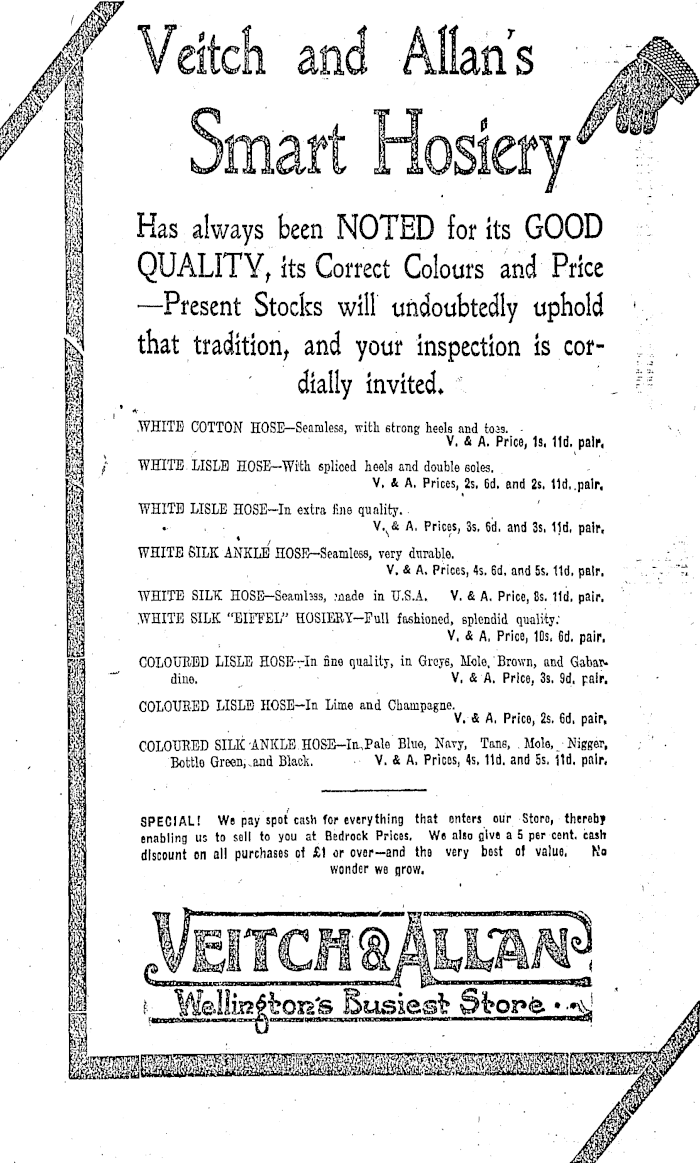 Veitch and Allan's
Smart Hosiery
Has always been NOTED for its GOOD
QUALITY, its Correct Colours and Price
—Present Stocks will undoubtedly uphold
that tradition, and your inspection is cor-
dially invited.
WHITE COTTON HOSE—Seamless, with strong heels and toes.
V. & A. Price, 1s. 11d. pair.
WHITE LISLE HOSE—With spliced heels and double soles.
V. & A. Prices, 2s. 6d. and 2s. 11d. pair.
WHITE LISLE HOSE—In extra fine quality.
V. & A. Prices, 3s. 6d. and 3s. 11d. pair.
WHITE SILK ANKLE HOSE—Seamless, very durable.
V. & A. Prices, 4s. 6d. and 5s. 11d. pair.
WHITE SILK HOSE—Seamless, made in U.S.A. V. & A. Price, 8s. 11d. pair.
WHITE SILK "EIFFEL" HOSIERY—Full fashioned, splendid quality.
V. & A. Price, 10s. 6d. pair.
COLOURED LISLE HOSE—In fine quality, in Greys, Mole, Brown, and Gabar-
dine. V. & A. Price, 3s. 9d. pair.
COLOURED LISLE HOSE—In Lime and Champagne.
V. & A. Price, 2s. 6d. pair.
COLOURED SILK ANKLE HOSE—In Pale Blue, Navy, Tans, Mole, Nigger,
Bottle Green, and Black. V. & A. Prices, 4s. 11d. and 5s. 11d. pair.
SPECIAL! We pay spot cash for everything that enters our Store, thereby
enabling us to sell to you at Bedrock Prices. We also give a 5 per cent. cash
discount on all purchases of £1 or over—and the very best of value. No
wonder we grow.
VEITCH & ALLAN
Wellington's Busiest Store